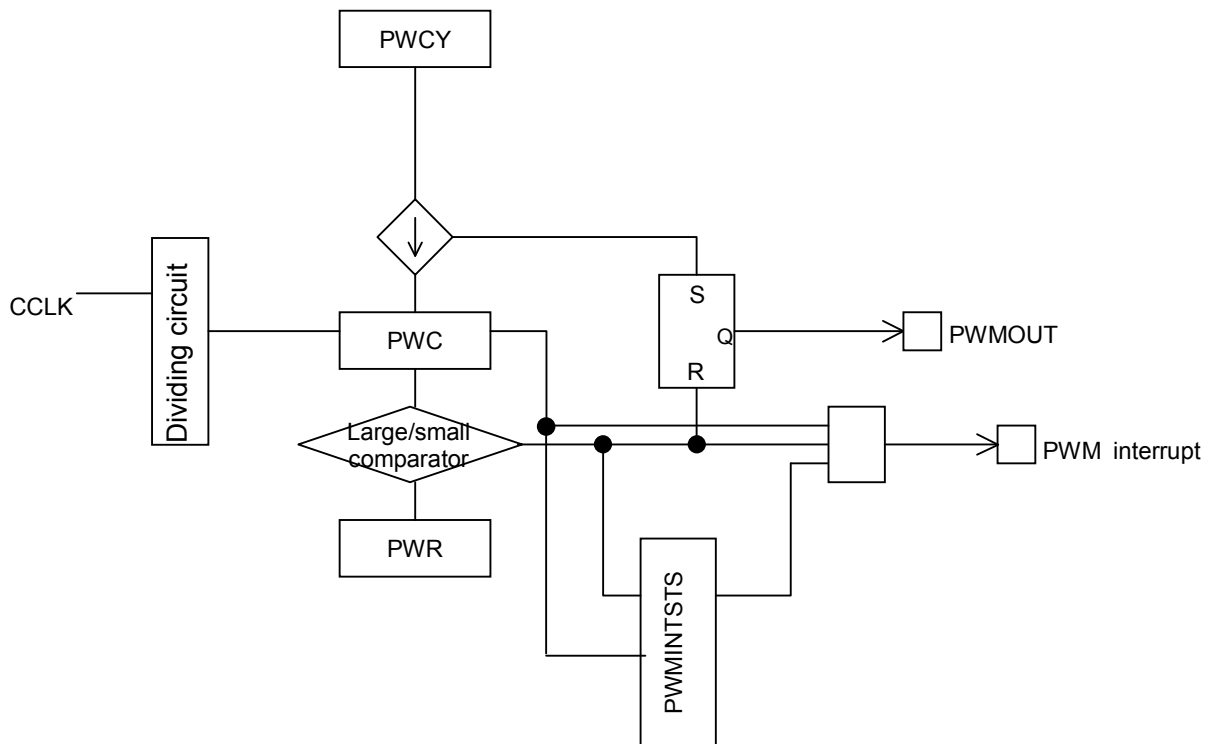 PWCY
CCLK
Dividing circuit
PWC
S
Q
R
PWMOUT
Large/small
comparator
PWM interrupt
PWR
PWMINTSTS